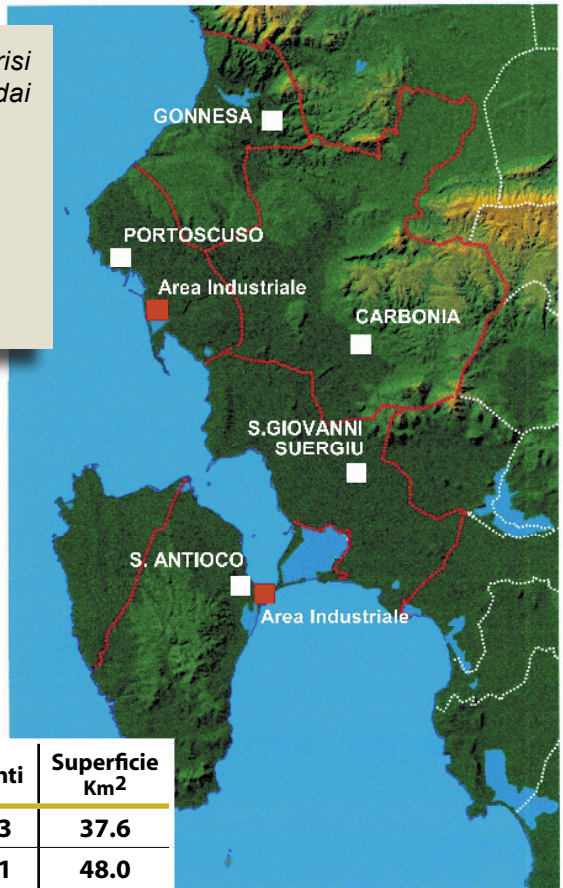 risi
dai
GONNESA
PORTOSCUSO
Area Industriale
CARBONIA
S.GIOVANNI
SUERGIU
S. ANTIOCO
Area Industriale
nti Superficie
Km2
3 37.6
1 48.0